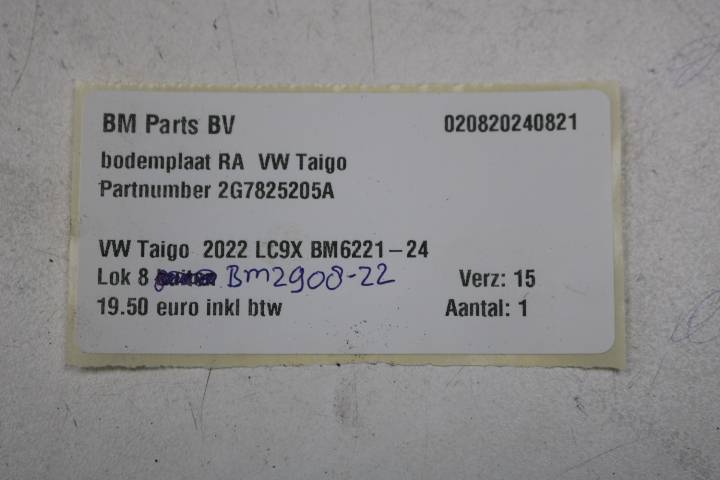 BM Parts BV 020820240821
bodemplaat RA VW Taigo
Partnumber 2G7825205A
VW Taigo 2022 LC9X BM6221-24
Lok 8 BM2908-22 Verz: 15
19.50 euro inkl btw Aantal: 1